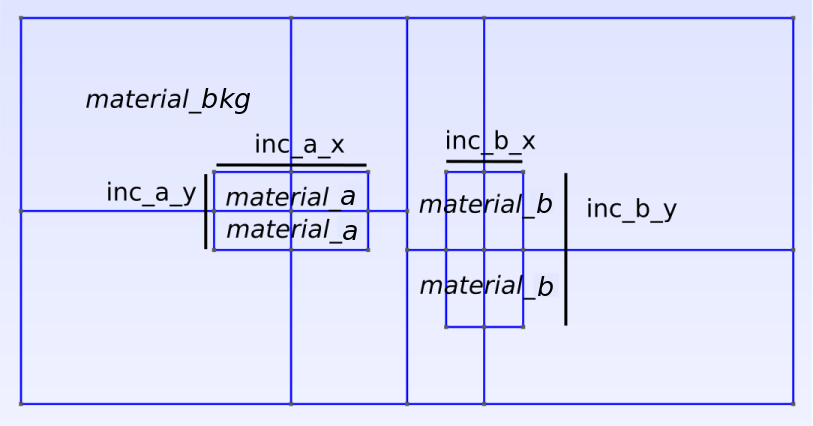 material_bkg
inc_a_x
inc_b_x
inc_a_y
material_a
material_b
inc_b_y
material_a
material_b